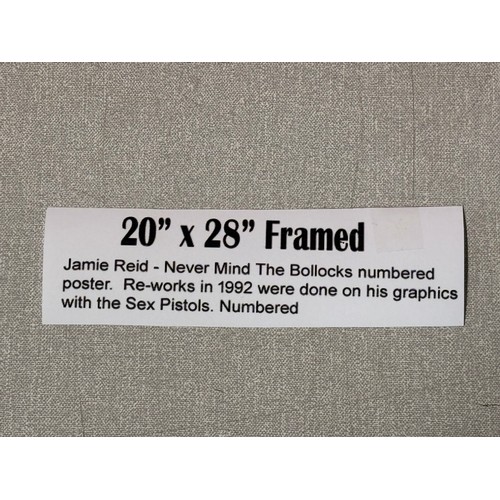 20” x 28” Framed
Jamie Reid - Never Mind The Bollocks numbered
poster.  Re-works in 1992 were done on his graphics
with the Sex Pistols. Numbered